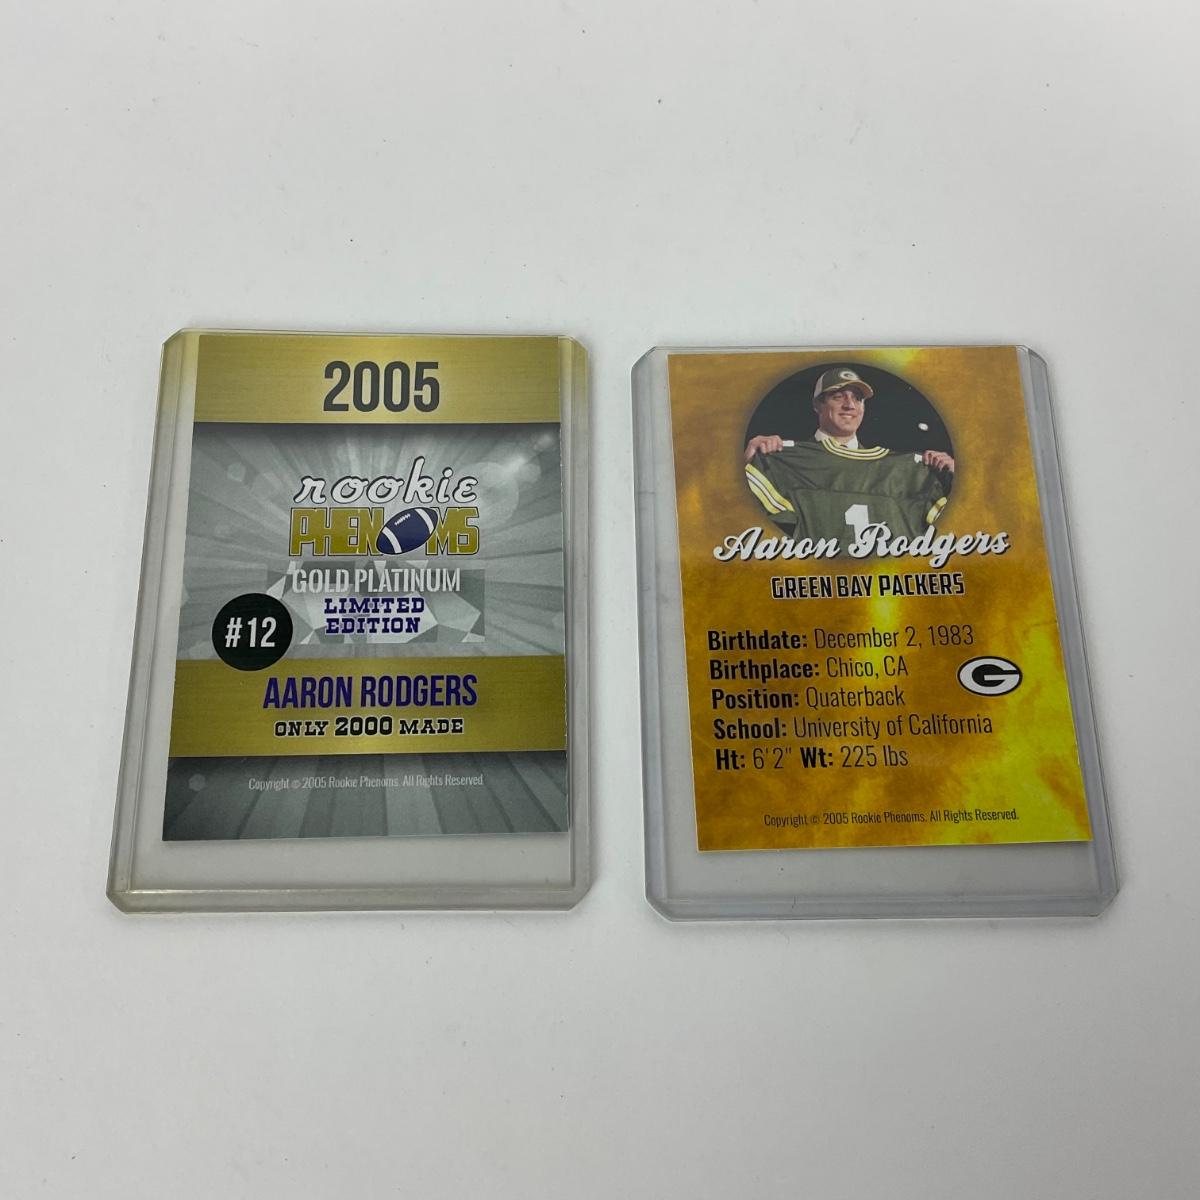 2005
rookie
PHENOMS
GOLD PLATINUM
LIMITED
EDITION
#12
AARON RODGERS
ONLY 2000 MADE
Copyright © 2005 Rookie Phenoms. All Rights Reserved
G
1
Aaron Rodgers
GREEN BAY PACKERS
Birthdate: December 2, 1983
Birthplace: Chico, CA
Position: Quaterback
G
School: University of California
Ht: 6'2" Wt: 225 lbs
Copyright © 2005 Rookie Phenoms. All Rights Reserved.